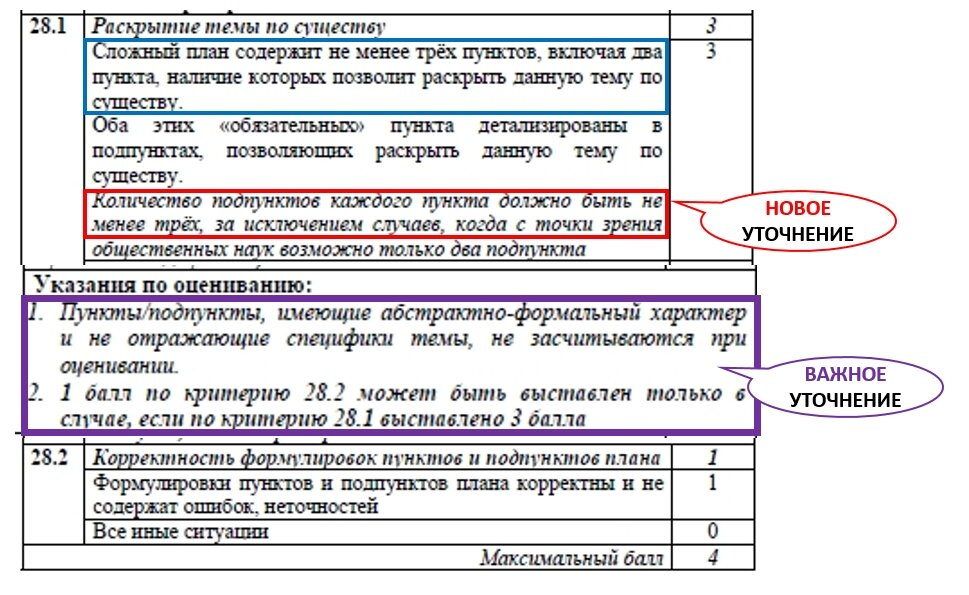 28.1 Раскрытие темы по существу 3
Сложный план содержит не менее трёх пунктов, включая два 3
пункта, наличие которых позволит раскрыть данную тему по
существу.
Оба этих «обязательных» пункта детализированы в
подпунктах, позволяющих раскрыть данную тему по
существу.
Количество подпунктов каждого пункта должно быть не
менее трёх, за исключением случаев, когда с точки зрения
общественных наук возможно только два подпункта
НОВОЕ
УТОЧНЕНИЕ
Указания по оцениванию:
1. Пункты/подпункты, имеющие абстрактно-формальный характер
и не отражающие специфики темы, не засчитываются при
оценивании.
2. 1 балл по критерию 28.2 может быть выставлен только в
случае, если по критерию 28.1 выставлено 3 балла
ВАЖНОЕ
УТОЧНЕНИЕ
28.2 Корректность формулировок пунктов и подпунктов плана 1
Формулировки пунктов и подпунктов плана корректны и не 1
содержат ошибок, неточностей
Все иные ситуации 0
Максимальный балл 4